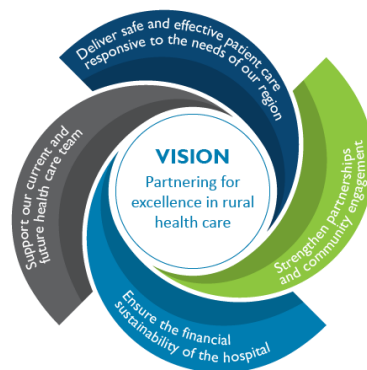 Deliver safe and effective patient care
responsive to the needs of our region
Strengthen partnerships
and community engagement
Ensure the financial
sustainability of the hospital
Support our current and
future health care team
VISION
Partnering for
excellence in rural
health care